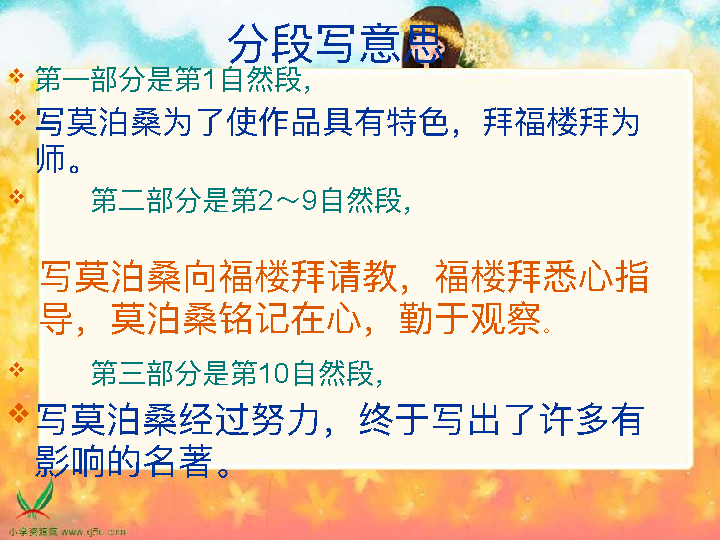 分段写意思
第一部分是第1自然段，
写莫泊桑为了使作品具有特色，拜福楼拜为
师。
第二部分是第2～9自然段，
写莫泊桑向福楼拜请教，福楼拜悉心指
导，莫泊桑铭记在心，勤于观察。
第三部分是第10自然段，
写莫泊桑经过努力，终于写出了许多有
影响的名著。
小学资源网